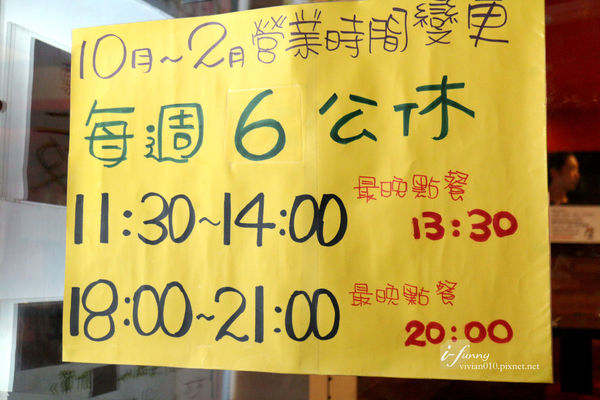 10月~2月營業時間變更
每週6公休
11:30~14:00
最晚點餐
13:30
18:00~21:00
最晚點餐
20:00
i-funny
vivian010.pixnet.net